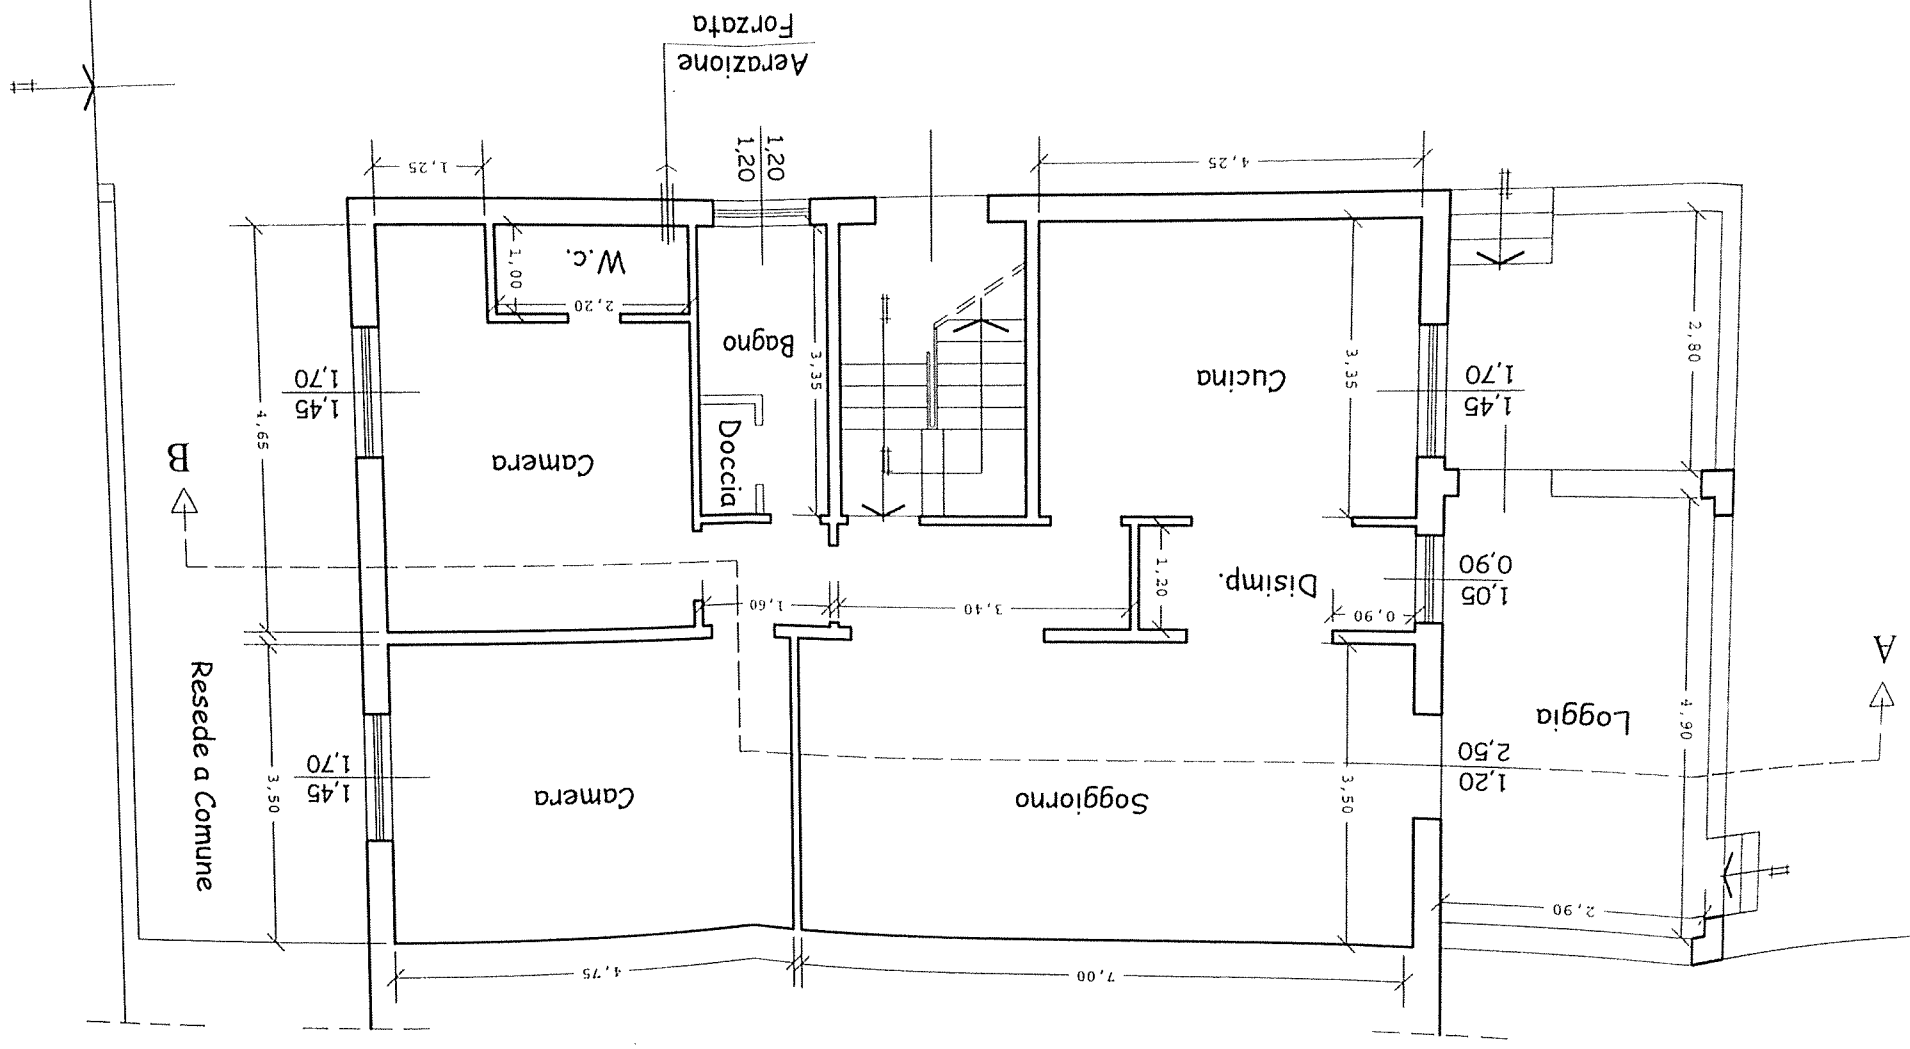 Resede a Comune
2,90
7,00
4,75
Loggia
1,20
2,50
4,90
3,50
Soggiorno
Camera
1,45
1,70
3,50
A
1,05
0,90
0,90
Disimp.
1,20
3,40
1,60
B
Cucina
3,35
1,45
1,70
2,80
Bagno
3,35
Doccia
Camera
4,65
1,45
1,70
W.c.
2,20
1,00
4,25
1,20
1,20
1,25
Aerazione
Forzata